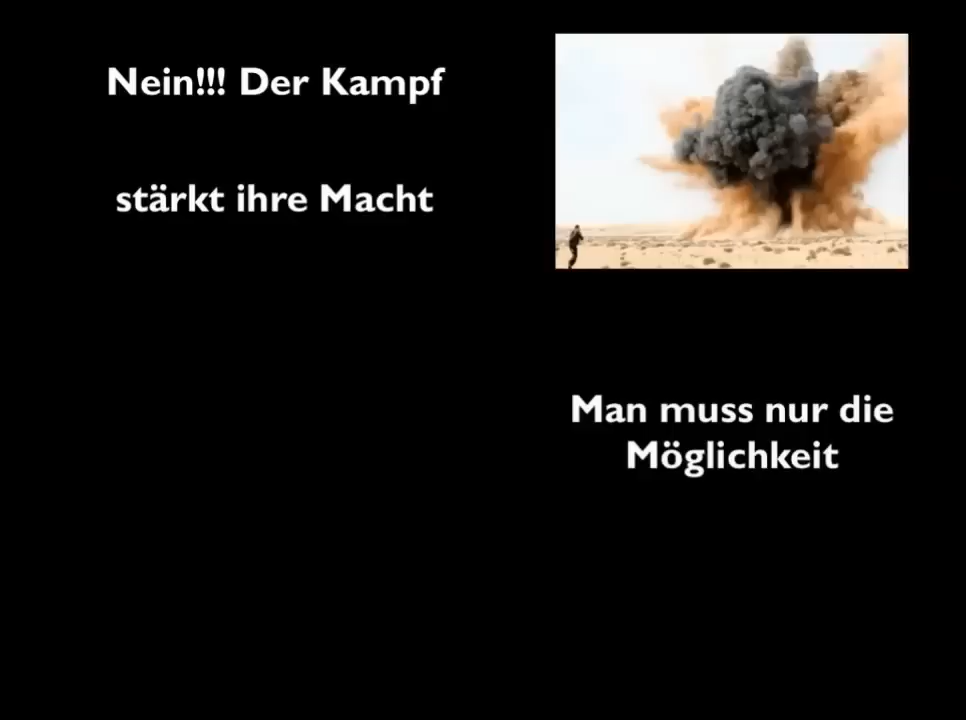 Nein!!! Der Kampf
stärkt ihre Macht
Man muss nur die
Möglichkeit